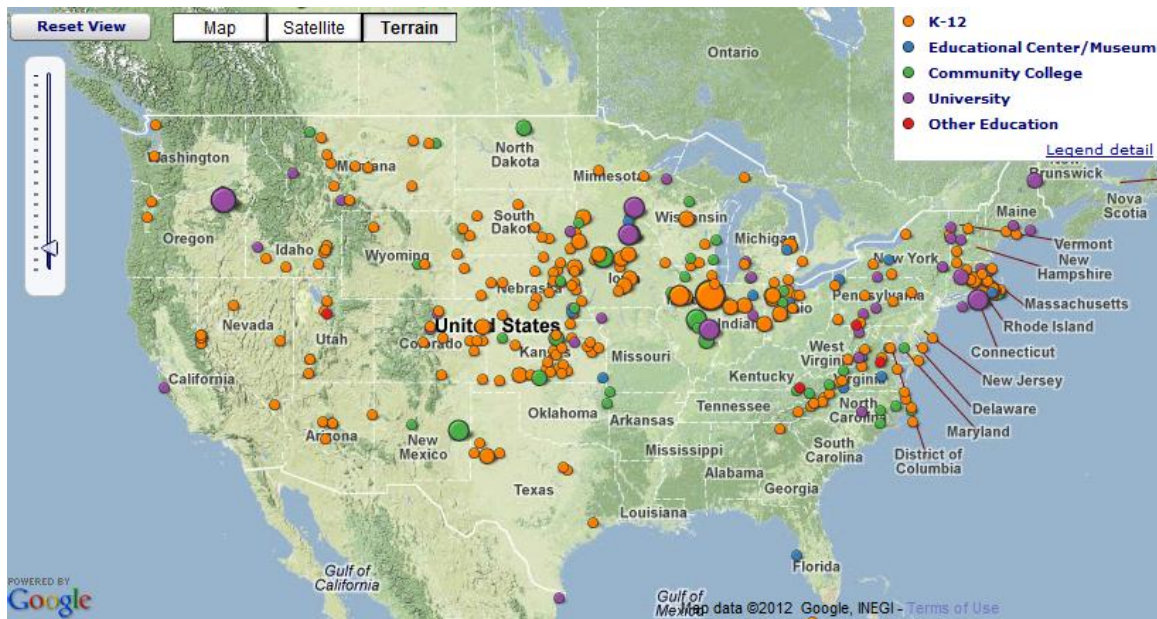 Reset View
Map
Satellite
Terrain
K-12
Educational Center/Museum
Community College
University
Other Education
Legend detail
Ontario
New Brunswick
Nova Scotia
Washington
Montana
North Dakota
Minnesota
Wisconsin
Michigan
Maine
Vermont
New Hampshire
Massachusetts
Rhode Island
Connecticut
New Jersey
Delaware
Maryland
District of Columbia
Oregon
Idaho
Wyoming
South Dakota
New York
Nebraska
Pennsylvania
Nevada
Utah
United States
Colorado
Kansas
Missouri
Indiana
West Virginia
Virginia
Kentucky
California
Arizona
New Mexico
Oklahoma
Arkansas
Tennessee
North Carolina
South Carolina
Mississippi
Alabama
Georgia
Texas
Louisiana
Florida
Gulf of California
Gulf of Mexico
POWERED BY
Google
Map data ©2012 Google, INEGI - Terms of Use